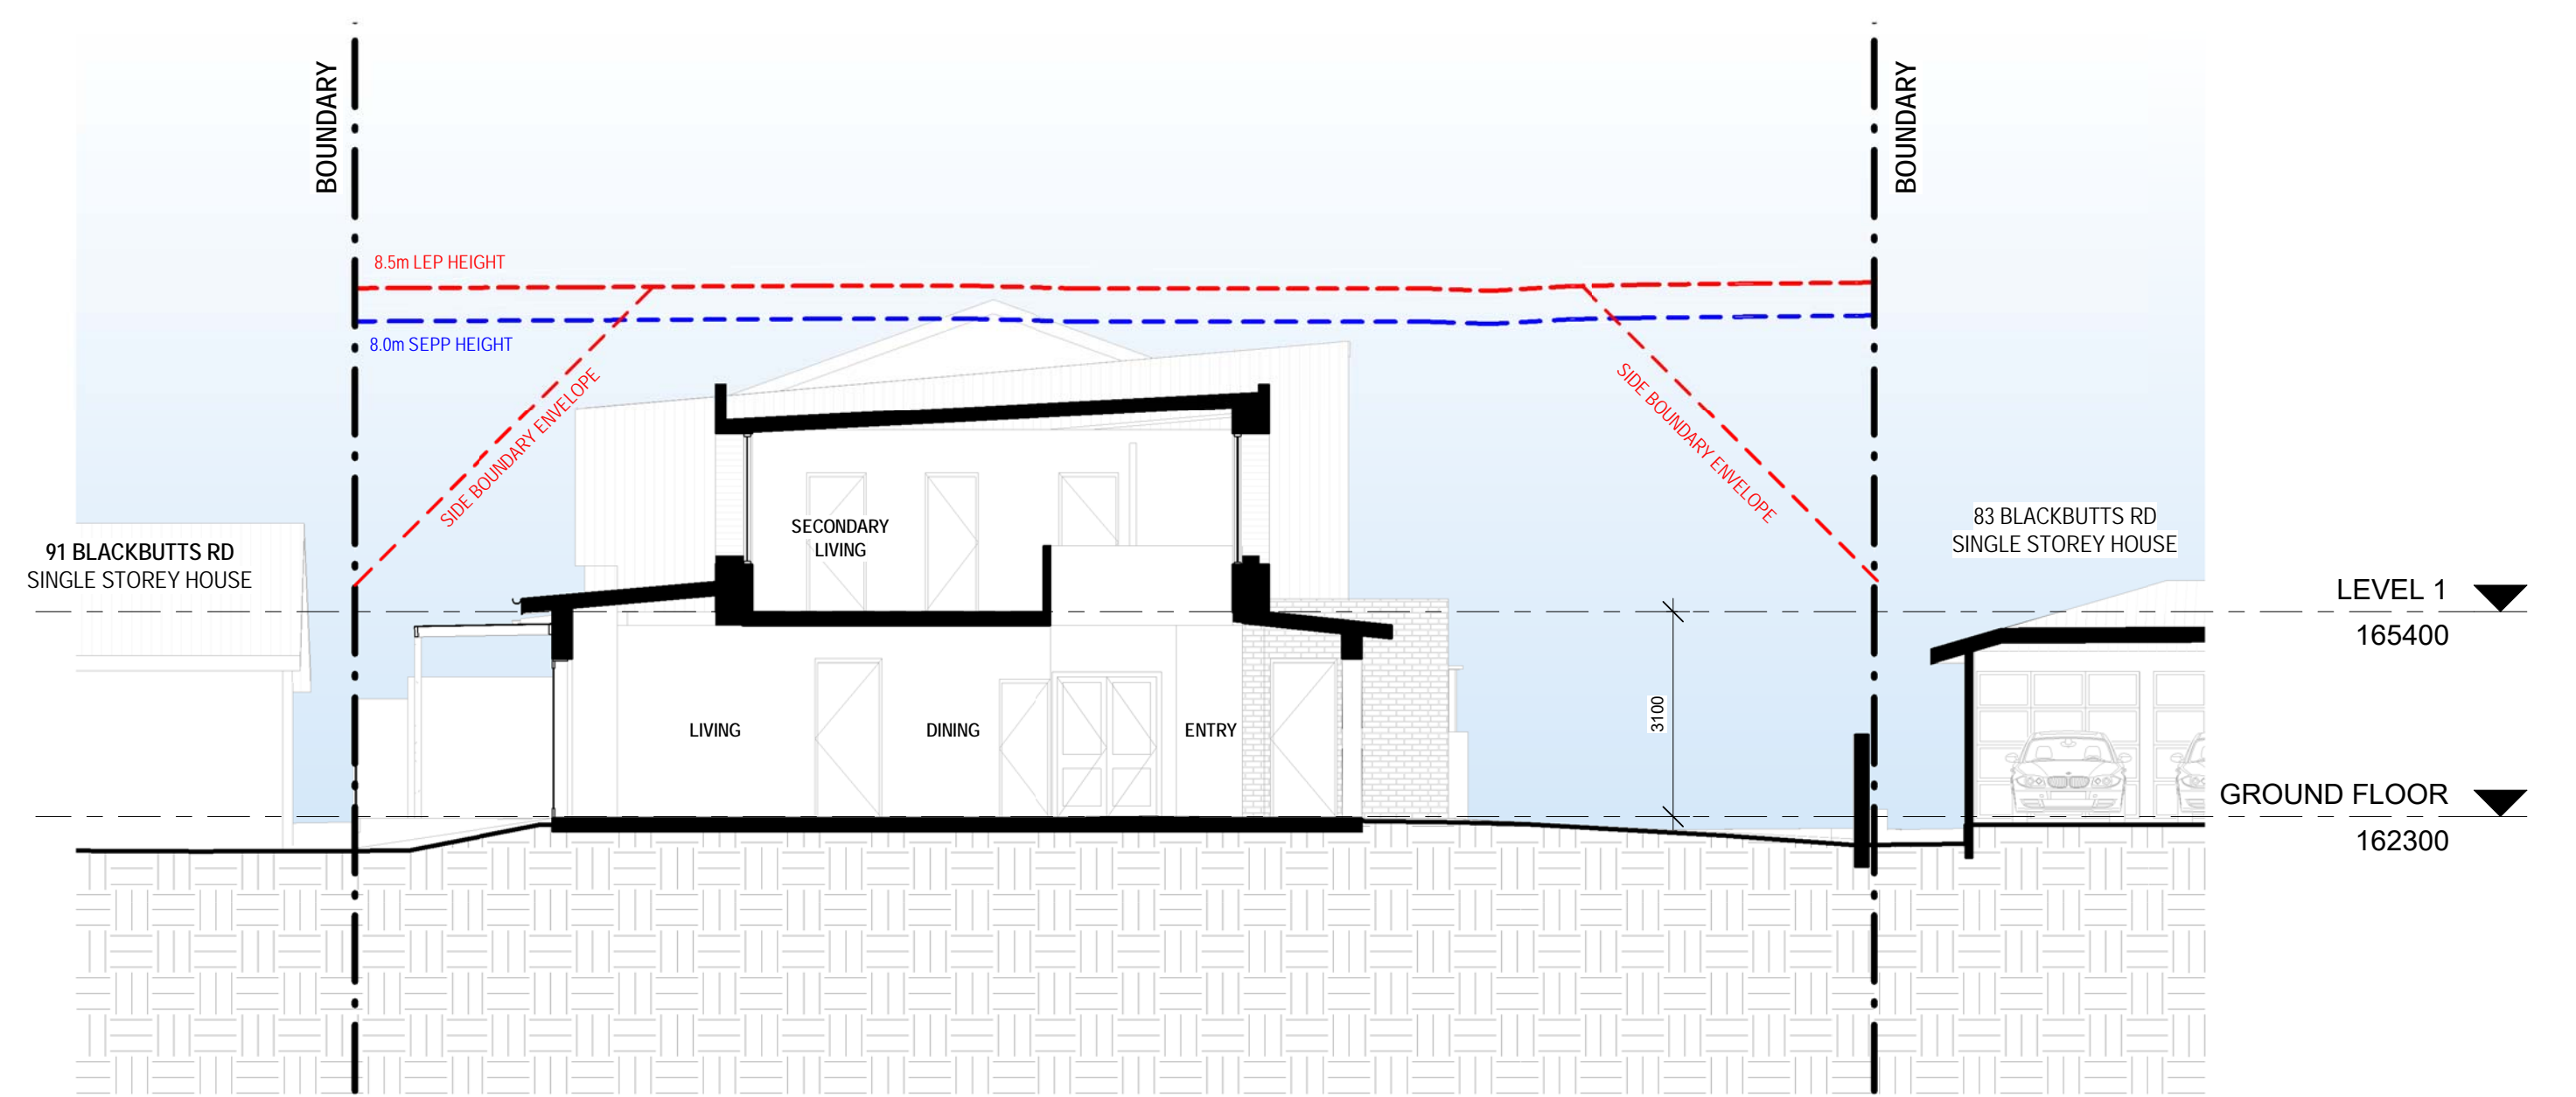 BOUNDARY
BOUNDARY
8.5m LEP HEIGHT
8.0m SEPP HEIGHT
SIDE BOUNDARY ENVELOPE
SIDE BOUNDARY ENVELOPE
SECONDARY
LIVING
91 BLACKBUTTS RD
SINGLE STOREY HOUSE
83 BLACKBUTTS RD
SINGLE STOREY HOUSE
LEVEL 1
165400
3100
LIVING
DINING
ENTRY
GROUND FLOOR
162300